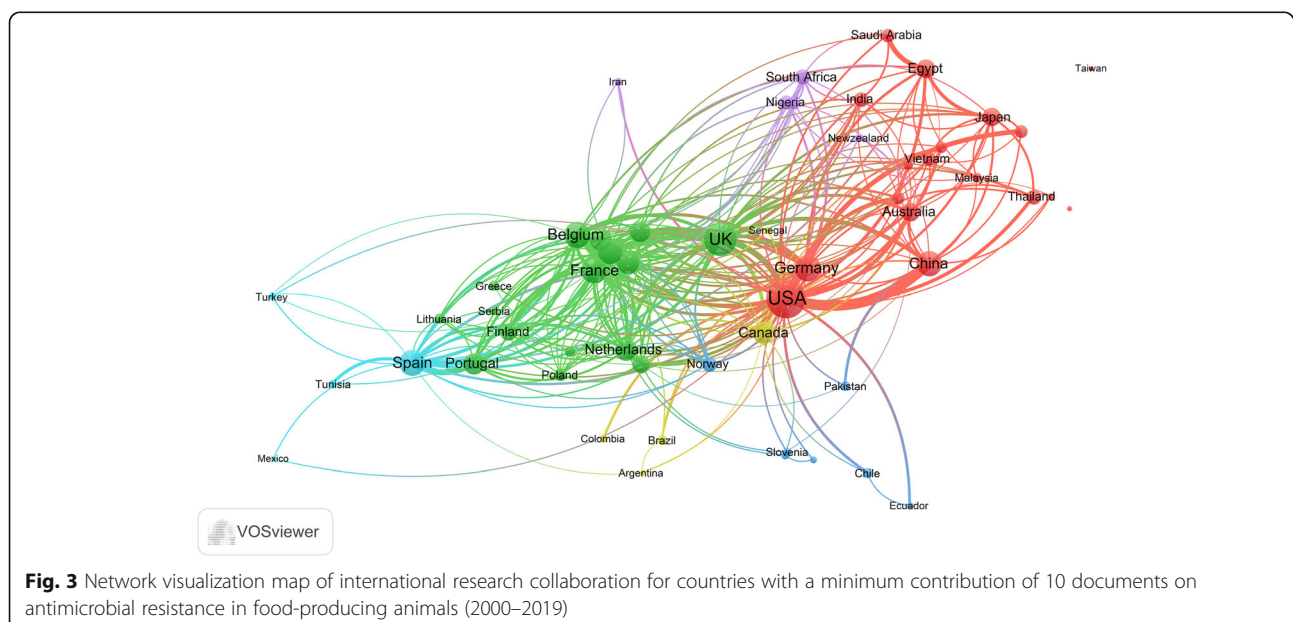 Saudi Arabia
Taiwan
Egypt
South Africa
Iran
India
Nigeria
Japan
Newzealand
Vietnam
Malaysia
Thailand
Australia
Senegal
Belgium
UK
China
Germany
France
Greece
Turkey
USA
Serbia
Lithuania
Finland
Canada
Netherlands
Spain
Portugal
Norway
Poland
Tunisia
Pakistan
Colombia
Brazil
Slovenia
Mexico
Argentina
Chile
Ecuador
VOSviewer
Fig. 3 Network visualization map of international research collaboration for countries with a minimum contribution of 10 documents on
antimicrobial resistance in food-producing animals (2000–2019)